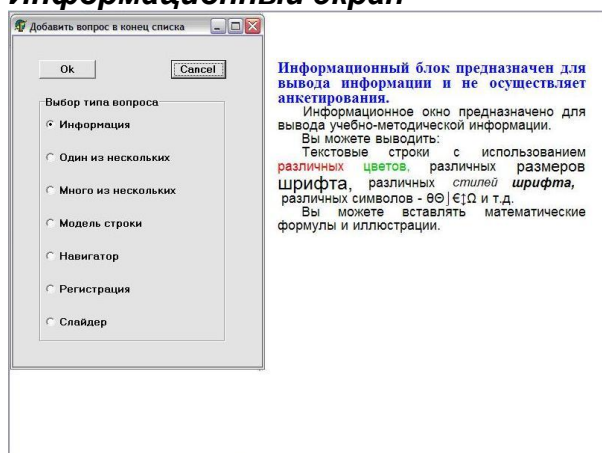 Информационный экран
Добавить вопрос в конец списка
Ok
Cancel
Выбор типа вопроса
Информация
Один из нескольких
Много из нескольких
Модель строки
Навигатор
Регистрация
Слайдер
Информационный блок предназначен для
вывода информации и не осуществляет
анкетирования.
Информационное окно предназначено для
вывода учебно-методической информации.
Вы можете выводить:
Текстовые строки с использованием
различных цветов, различных размеров
шрифта, различных стилей шрифта,
различных символов - θΘ⌡€↨Ω и т.д.
Вы можете вставлять математические
формулы и иллюстрации.